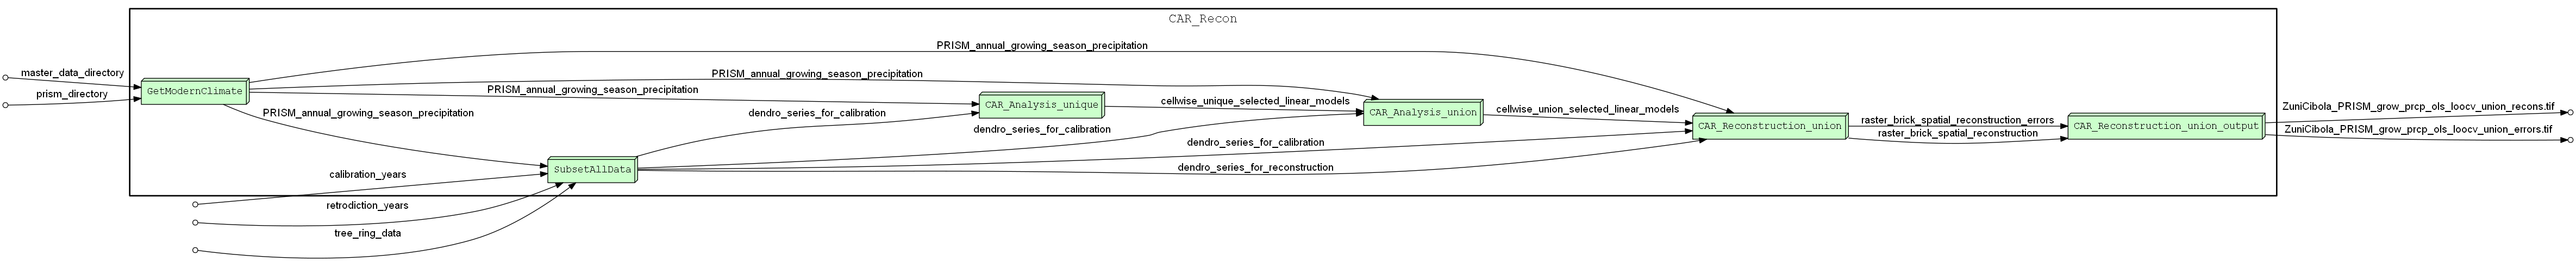 CAR_Recon
PRISM_annual_growing_season_precipitation
master_data_directory
PRISM_annual_growing_season_precipitation
GetModernClimate
PRISM_annual_growing_season_precipitation
prism_directory
CAR_Analysis_unique
cellwise_unique_selected_linear_models
ZuniCibola_PRISM_grow_prcp_ols_loocv_union_recons.tif
cellwise_union_selected_linear_models
PRISM_annual_growing_season_precipitation
dendro_series_for_calibration
CAR_Analysis_union
raster_brick_spatial_reconstruction_errors
CAR_Reconstruction_union
CAR_Reconstruction_union_output
dendro_series_for_calibration
ZuniCibola_PRISM_grow_prcp_ols_loocv_union_errors.tif
raster_brick_spatial_reconstruction
dendro_series_for_calibration
SubsetAllData
dendro_series_for_reconstruction
calibration_years
retrodiction_years
tree_ring_data